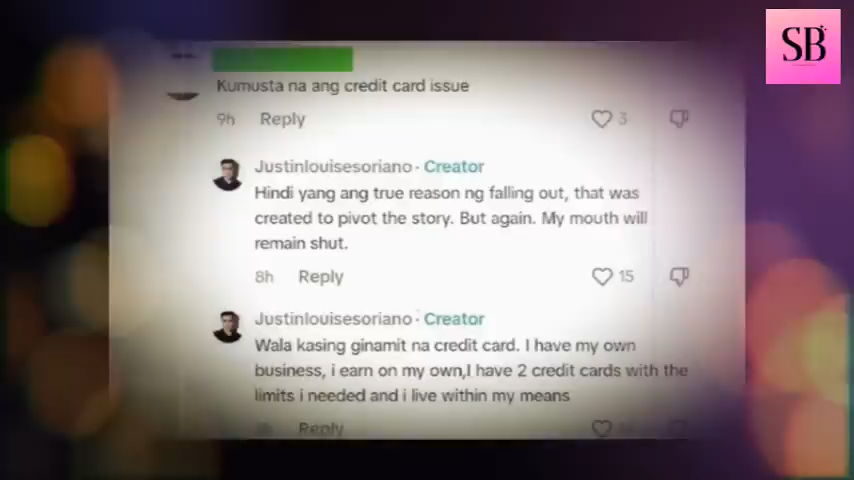 SB
Kumusta na ang credit card issue
9h Reply 3
Justinlouisesoriano · Creator
Hindi yang ang true reason ng falling out, that was
created to pivot the story. But again. My mouth will
remain shut.
8h Reply 15
Justinlouisesoriano · Creator
Wala kasing ginamit na credit card. I have my own
business, i earn on my own,I have 2 credit cards with the
limits i needed and i live within my means
Reply